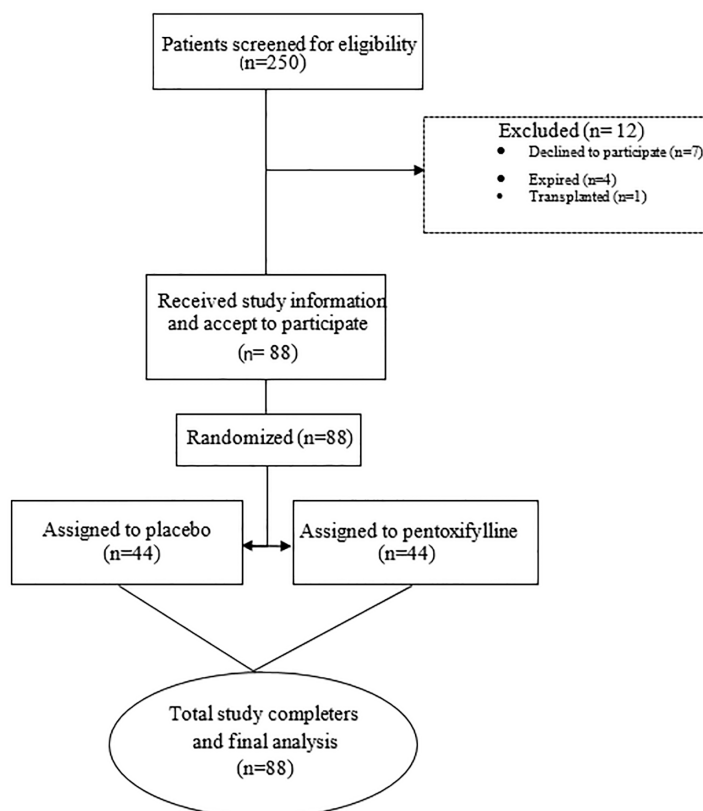 Patients screened for eligibility
(n=250)
Excluded (n= 12)
• Declined to participate (n=7)
• Expired (n=4)
• Transplanted (n=1)
Received study information
and accept to participate
(n= 88)
Randomized (n=88)
Assigned to placebo
(n=44)
Assigned to pentoxifylline
(n=44)
Total study completers
and final analysis
(n=88)